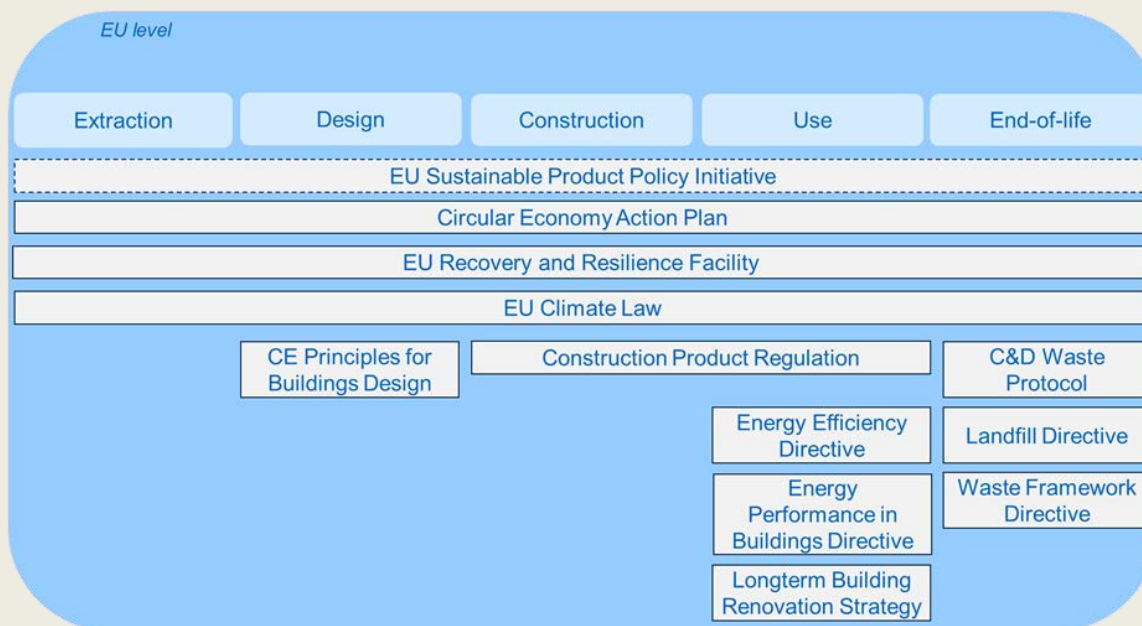 EU level
Extraction
Design
Construction
Use
End-of-life
EU Sustainable Product Policy Initiative
Circular Economy Action Plan
EU Recovery and Resilience Facility
EU Climate Law
CE Principles for
Buildings Design
Construction Product Regulation
C&D Waste
Protocol
Energy Efficiency
Directive
Landfill Directive
Energy
Performance in
Buildings Directive
Waste Framework
Directive
Longterm Building
Renovation Strategy